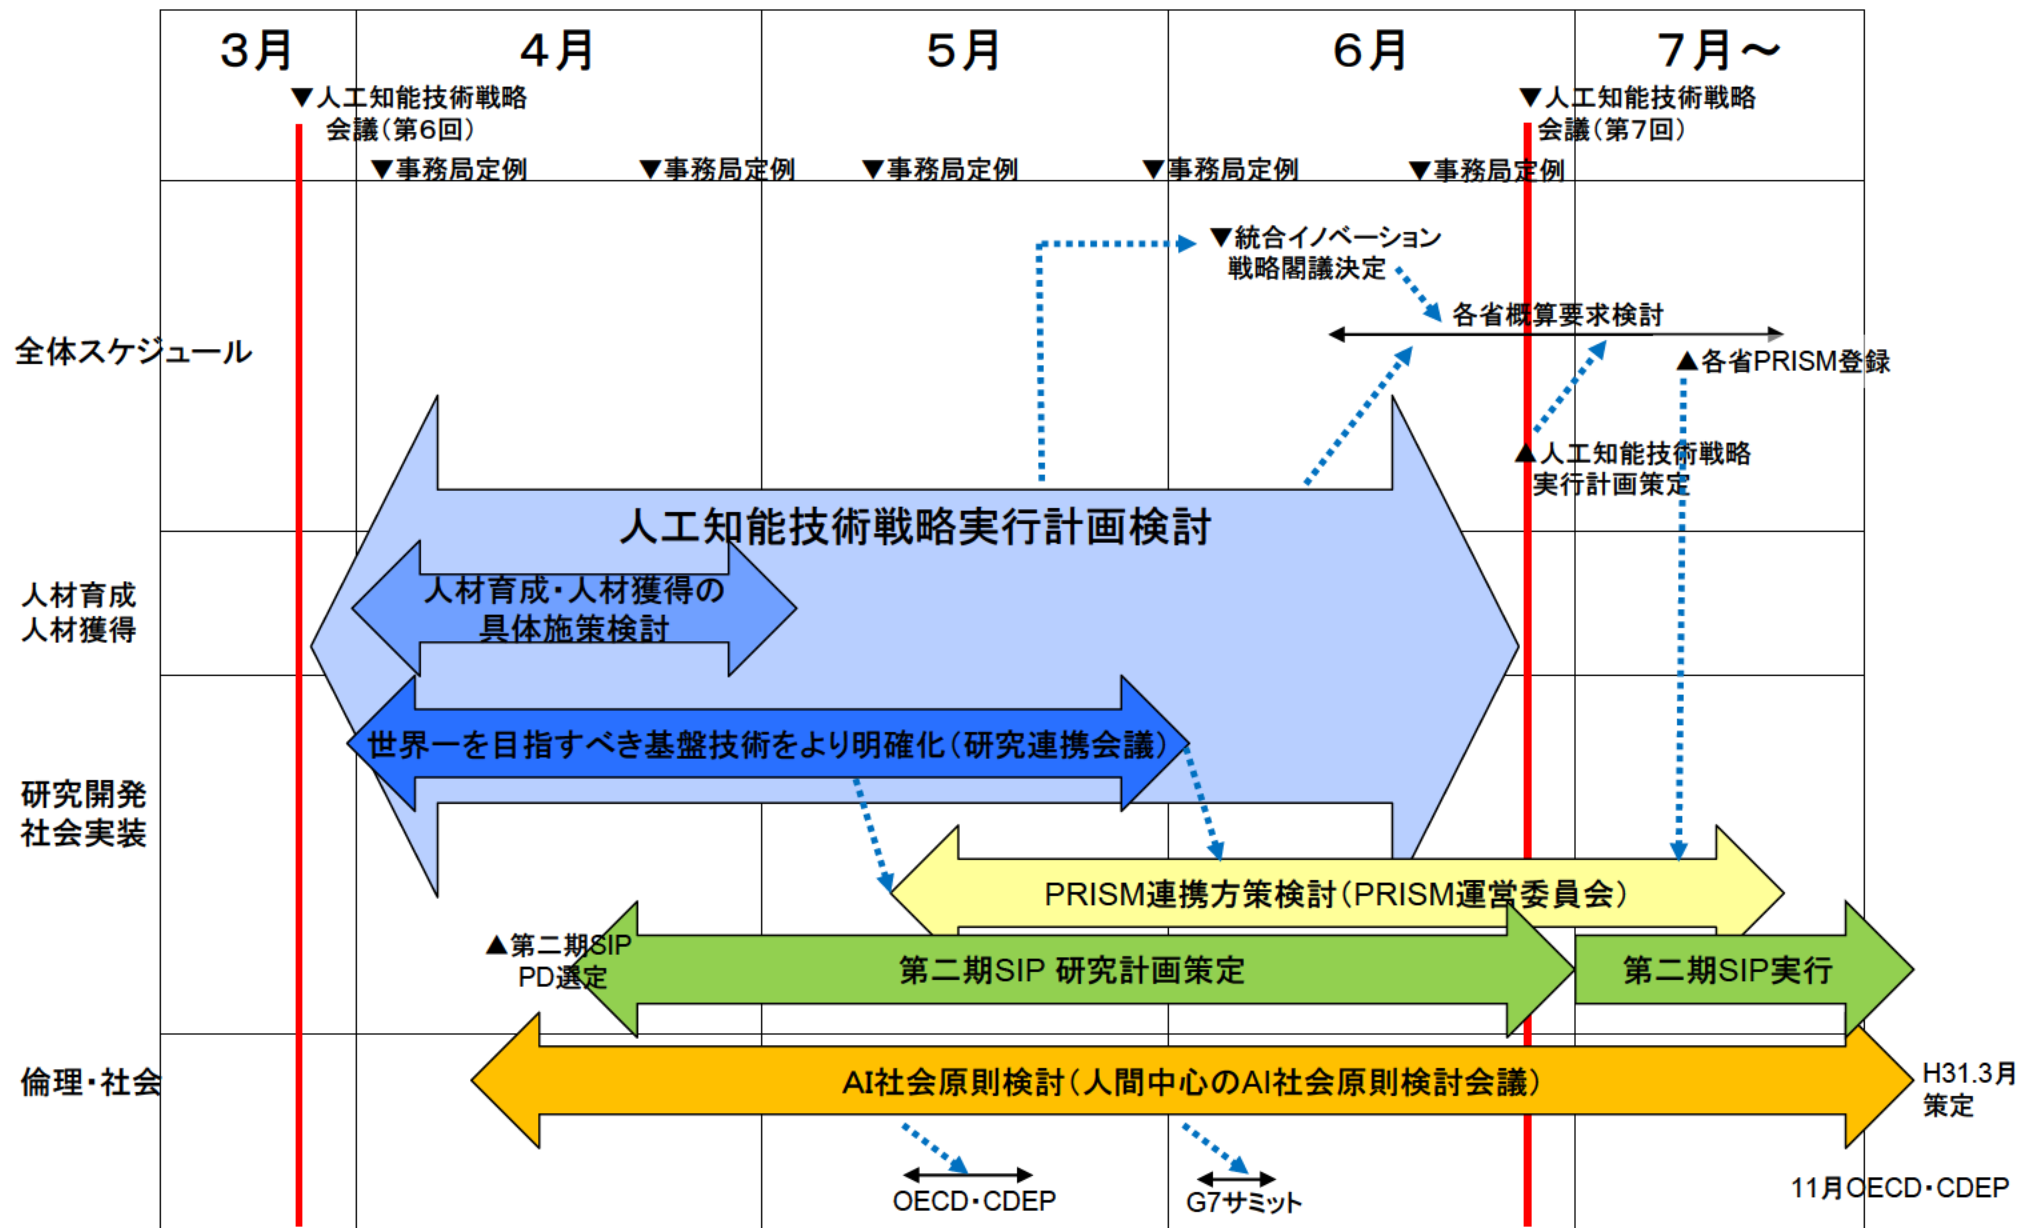 3月
4月
5月
6月
7月～
▼人工知能技術戦略
会議（第６回）
▼人工知能技術戦略
会議（第７回）
▼事務局定例
▼事務局定例
▼事務局定例
▼事務局定例
▼事務局定例
全体スケジュール
▼統合イノベーション
戦略閣議決定
各省概算要求検討
▲各省PRISM登録
▲人工知能技術戦略
実行計画策定
人工知能技術戦略実行計画検討
人材育成
人材獲得
人材育成・人材獲得の
具体施策検討
研究開発
社会実装
世界一を目指すべき基盤技術をより明確化（研究連携会議）
PRISM連携方策検討（PRISM運営委員会）
▲第二期SIP
PD選定
第二期SIP 研究計画策定
第二期SIP実行
倫理・社会
AI社会原則検討（人間中心のAI社会原則検討会議）
H31.3月
策定
OECD・CDEP
G7サミット
11月OECD・CDEP